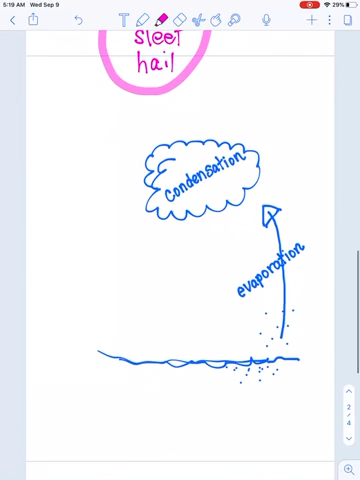 5:19 AM Wed Sep 9
29%
T
sleet
hail
condensation
evaporation
2
/
4